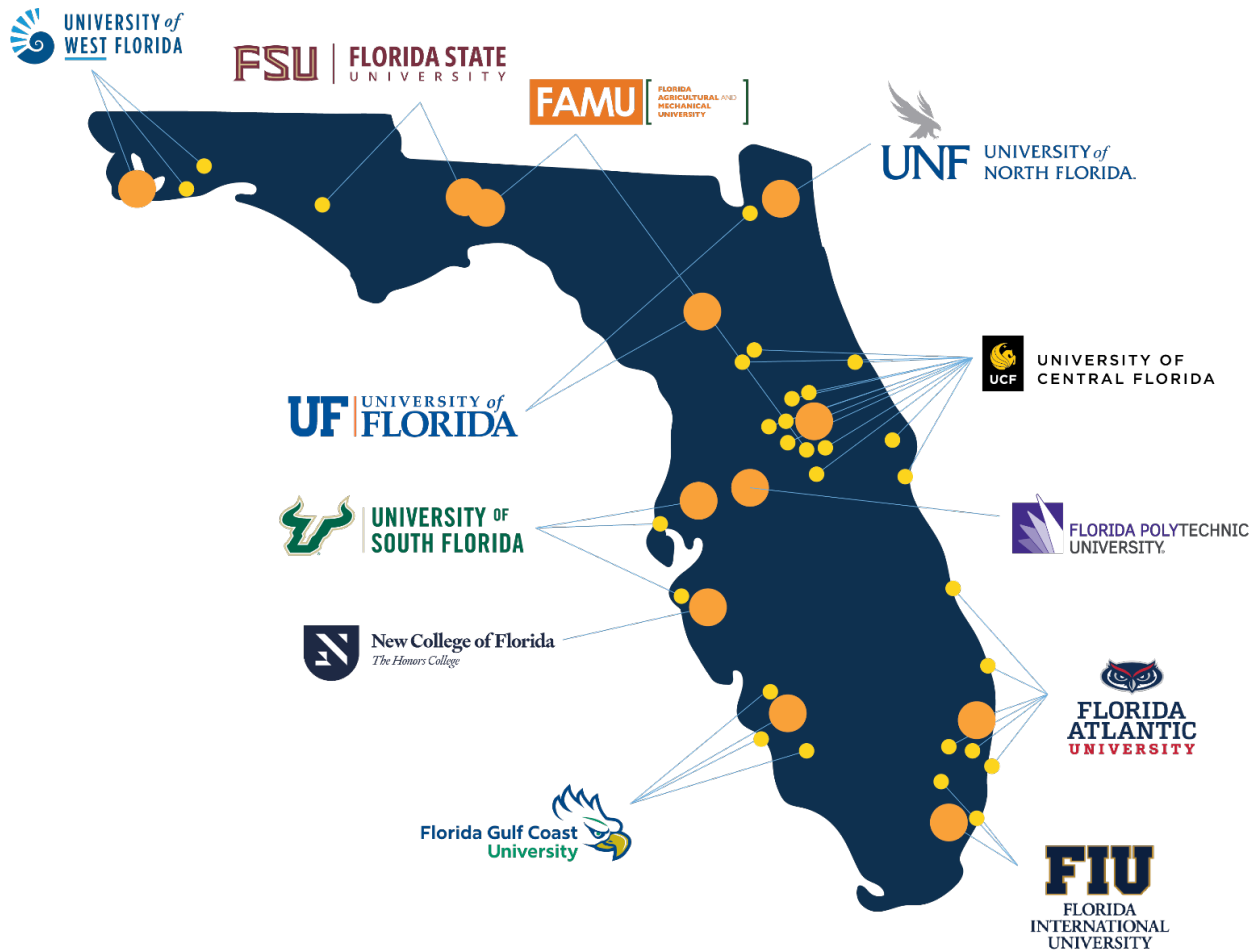 UNIVERSITY of
WEST FLORIDA
FSU
FLORIDA STATE
UNIVERSITY
FAMU
FLORIDA
AGRICULTURAL AND
MECHANICAL
UNIVERSITY
UNF
UNIVERSITY of
NORTH FLORIDA.
UCF
UNIVERSITY OF
CENTRAL FLORIDA
UF
UNIVERSITY of
FLORIDA
UNIVERSITY OF
SOUTH FLORIDA
FLORIDA POLYTECHNIC
UNIVERSITY.
N
New College of Florida
The Honors College
FLORIDA
ATLANTIC
UNIVERSITY
Florida Gulf Coast
University
FIU
FLORIDA
INTERNATIONAL
UNIVERSITY